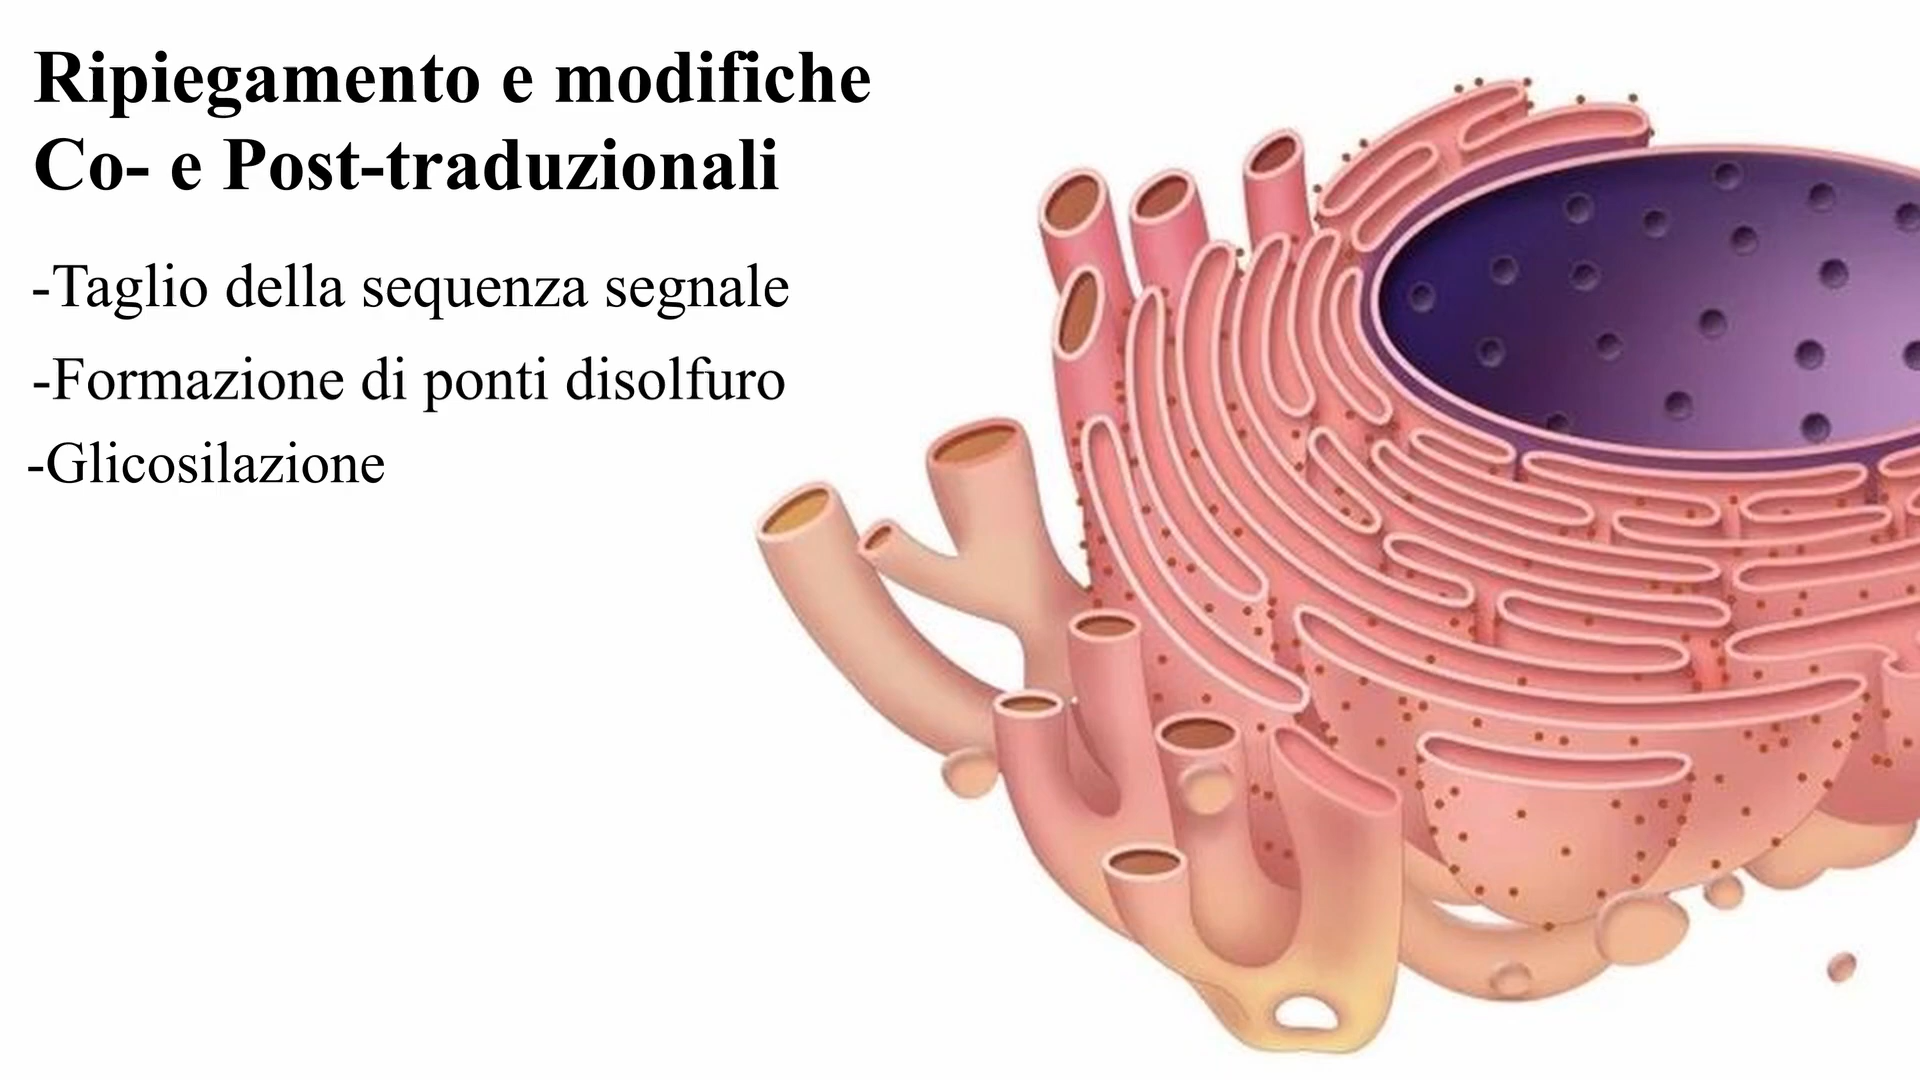 Ripiegamento e modifiche
Co- e Post-traduzionali
-Taglio della sequenza segnale
-Formazione di ponti disolfuro
-Glicosilazione